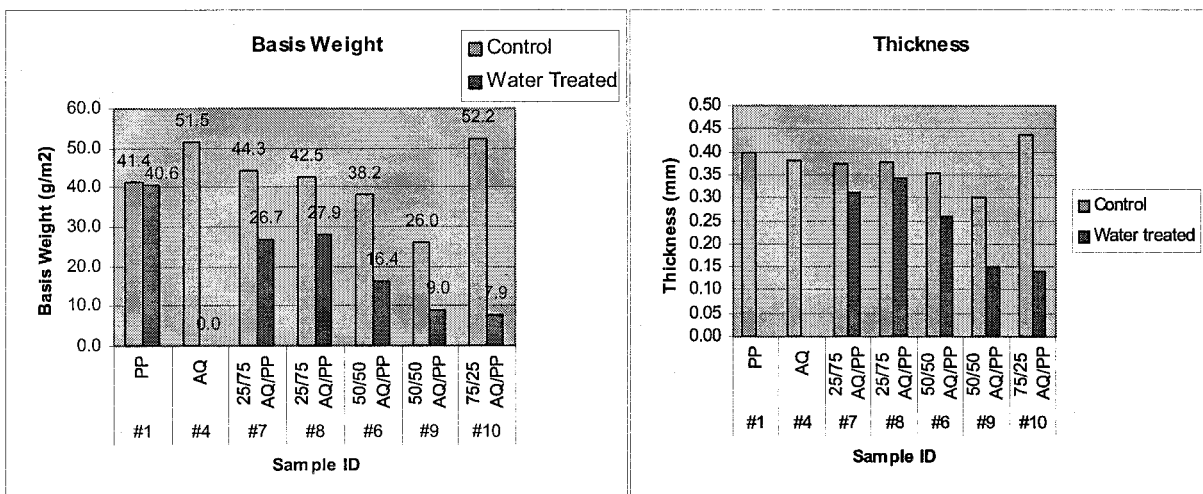 Basis Weight
Control
Water Treated
Basis Weight (g/m2)
60.0
50.0
40.0
30.0
20.0
10.0
0.0
41.4
40.6
51.5
0.0
44.3
26.7
42.5
27.9
38.2
16.4
26.0
9.0
52.2
7.9
PP
AQ
25/75
AQ/PP
25/75
AQ/PP
50/50
AQ/PP
50/50
AQ/PP
75/25
AQ/PP
#1 #4 #7 #8 #6 #9 #10
Sample ID
Thickness
Control
Water treated
Thickness (mm)
0.50
0.45
0.40
0.35
0.30
0.25
0.20
0.15
0.10
0.05
0.00
PP
AQ
25/75
AQ/PP
25/75
AQ/PP
50/50
AQ/PP
50/50
AQ/PP
75/25
AQ/PP
#1 #4 #7 #8 #6 #9 #10
Sample ID